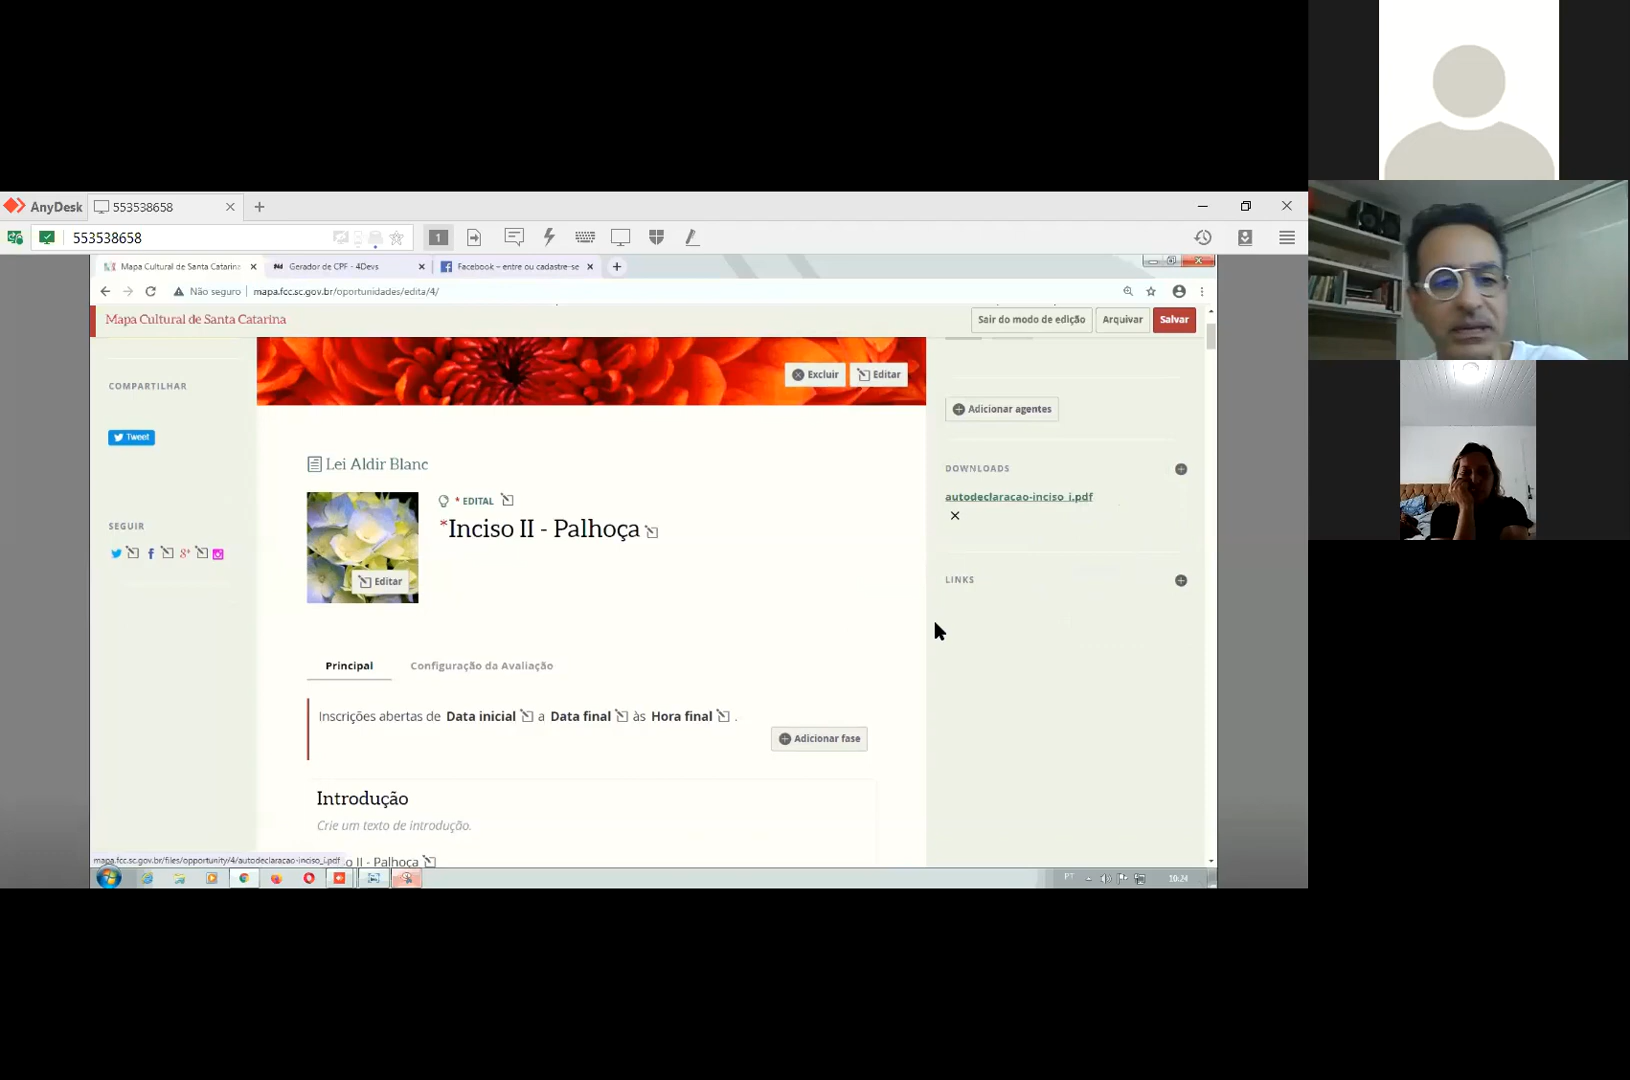 AnyDesk
553538658
553538658
1
Mapa Cultural de Santa Catarina
Gerador de CPF - 4Devs
Facebook – entre ou cadastre-se
Não seguro
mapa.fcc.sc.gov.br/oportunidades/edita/4/
Mapa Cultural de Santa Catarina
Sair do modo de edição
Arquivar
Salvar
COMPARTILHAR
Tweet
SEGUIR
Excluir
Editar
Adicionar agentes
DOWNLOADS
autodeclaracao-inciso_i.pdf
LINKS
Lei Aldir Blanc
* EDITAL
*Inciso II - Palhoça
Editar
Principal
Configuração da Avaliação
Inscrições abertas de Data inicial a Data final às Hora final .
Adicionar fase
Introdução
Crie um texto de introdução.
o II - Palhoça
mapa.fcc.sc.gov.br/files/opportunity/4/autodeclaracao-inciso_i.pdf
PT
10:24